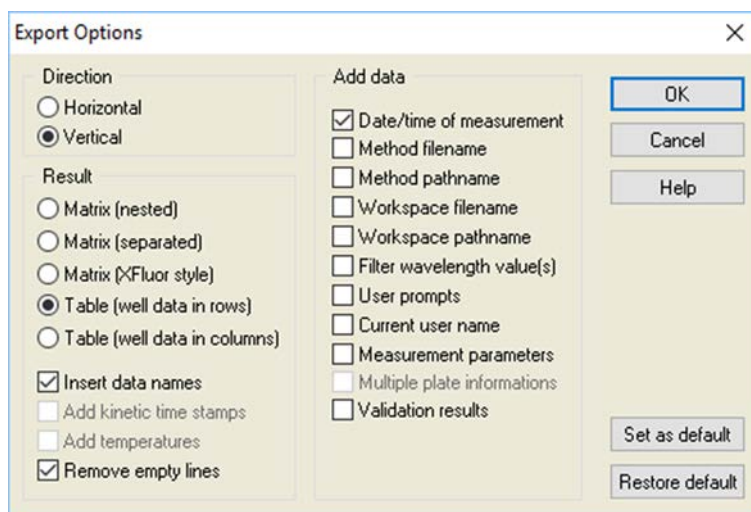 Export Options
Direction
Horizontal
Vertical
Result
Matrix (nested)
Matrix (separated)
Matrix (XFluor style)
Table (well data in rows)
Table (well data in columns)
Insert data names
Add kinetic time stamps
Add temperatures
Remove empty lines
Add data
Date/time of measurement
Method filename
Method pathname
Workspace filename
Workspace pathname
Filter wavelength value(s)
User prompts
Current user name
Measurement parameters
Multiple plate informations
Validation results
OK
Cancel
Help
Set as default
Restore default